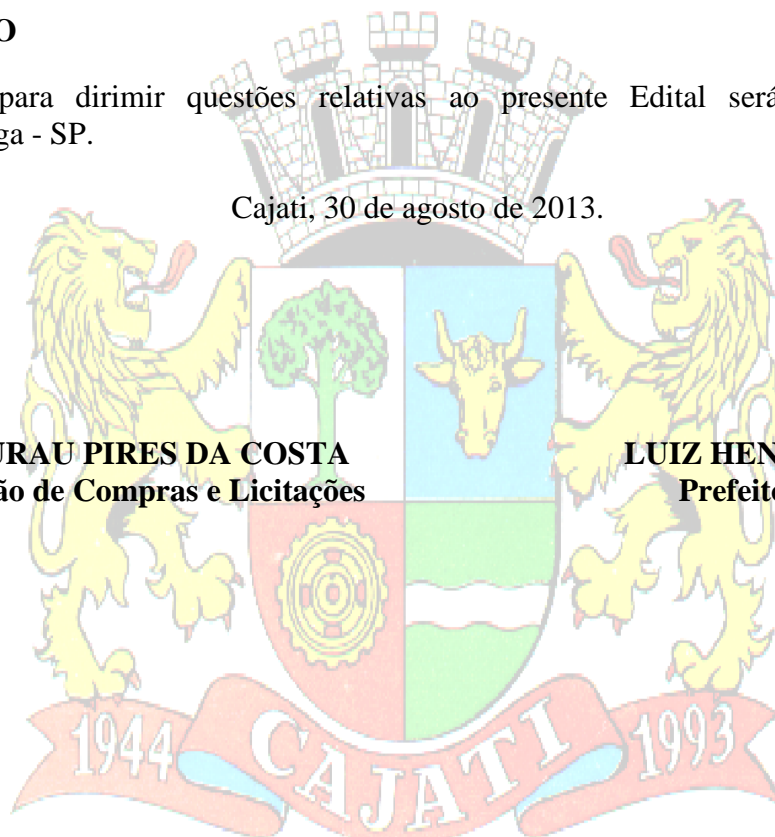 O
para dirimir questões relativas ao presente Edital será
ga - SP.
Cajati, 30 de agosto de 2013.
URAU PIRES DA COSTA LUIZ HEN
ão de Compras e Licitações Prefeito
1944 CAJATI 1993